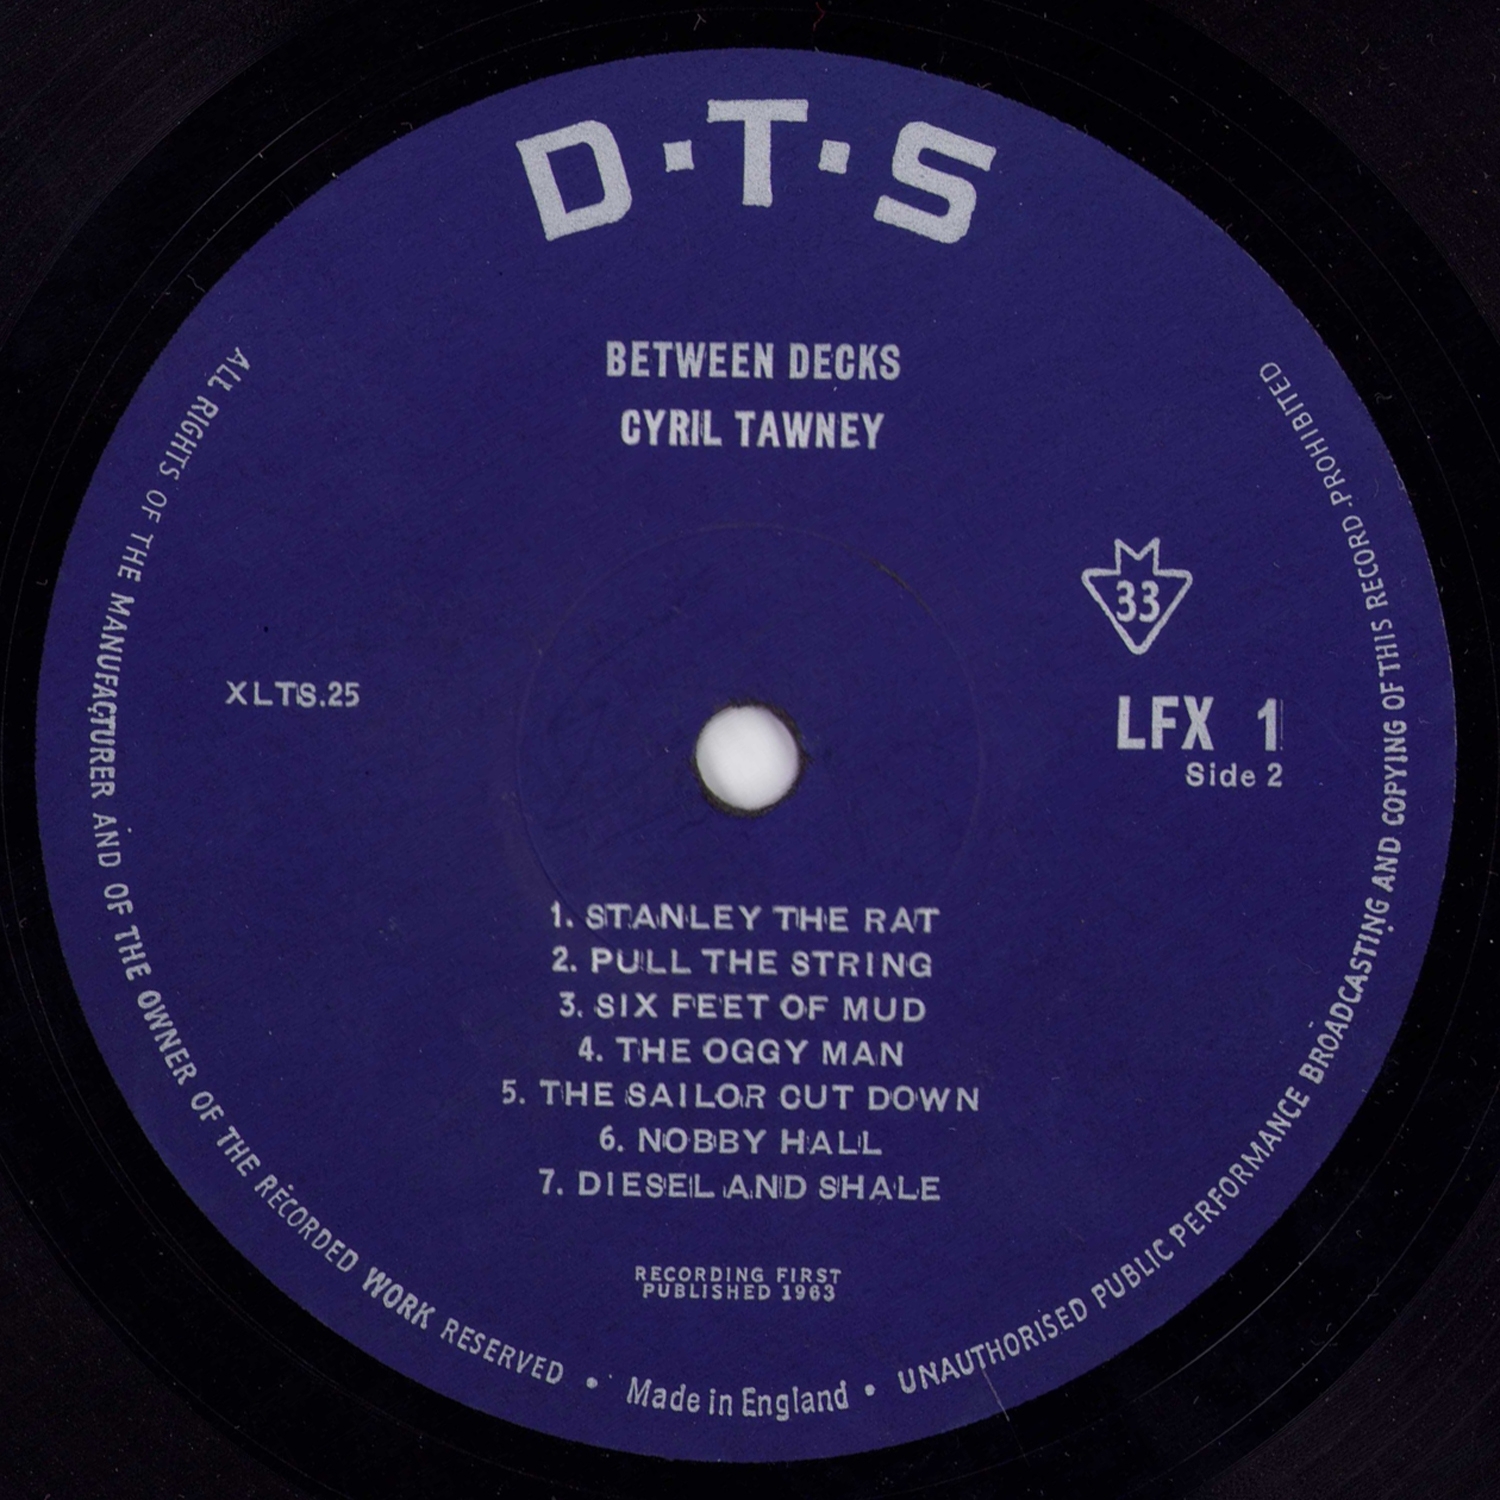 D·T·S
BETWEEN DECKS
CYRIL TAWNEY
33
XLTS.25
LFX 1
Side 2
1. STANLEY THE RAT
2. PULL THE STRING
3. SIX FEET OF MUD
4. THE OGGY MAN
5. THE SAILOR CUT DOWN
6. NOBBY HALL
7. DIESEL AND SHALE
RECORDING FIRST
PUBLISHED 1963
ALL RIGHTS OF THE MANUFACTURER AND OF THE OWNER OF THE RECORDED WORK RESERVED • Made in England • UNAUTHORISED PUBLIC PERFORMANCE BROADCASTING AND COPYING OF THIS RECORD PROHIBITED